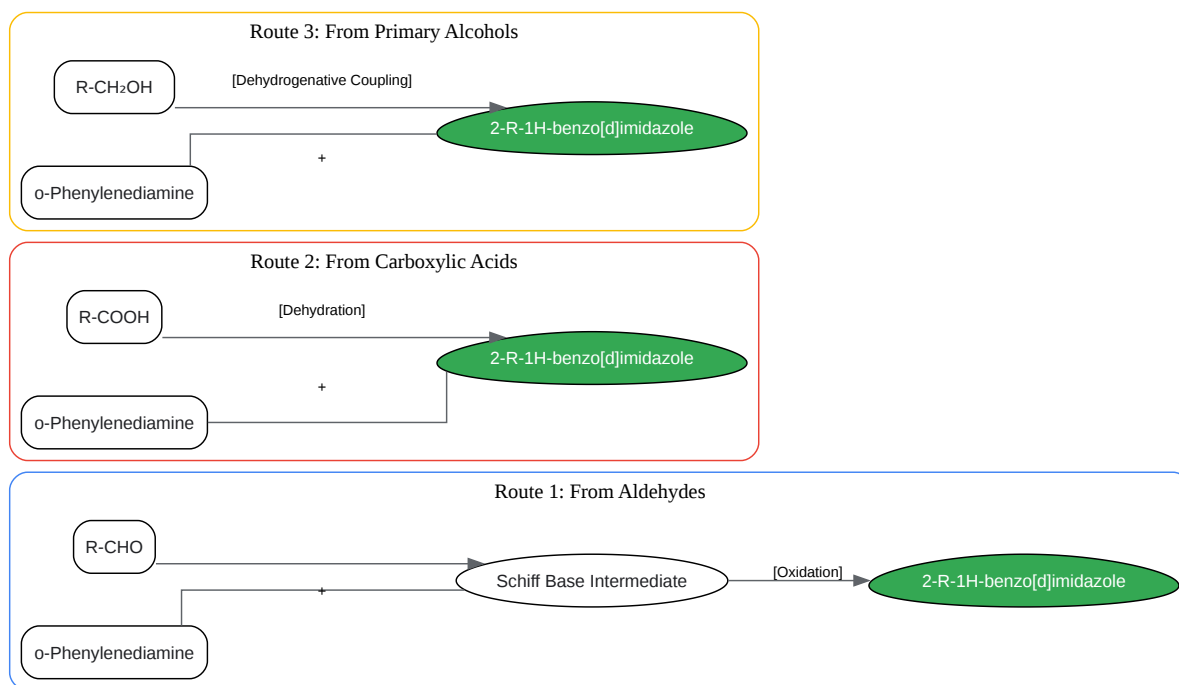 Route 3: From Primary Alcohols
R-CH₂OH
[Dehydrogenative Coupling]
2-R-1H-benzo[d]imidazole
+
o-Phenylenediamine
Route 2: From Carboxylic Acids
R-COOH
[Dehydration]
2-R-1H-benzo[d]imidazole
+
o-Phenylenediamine
Route 1: From Aldehydes
R-CHO
Schiff Base Intermediate
[Oxidation]
2-R-1H-benzo[d]imidazole
+
o-Phenylenediamine